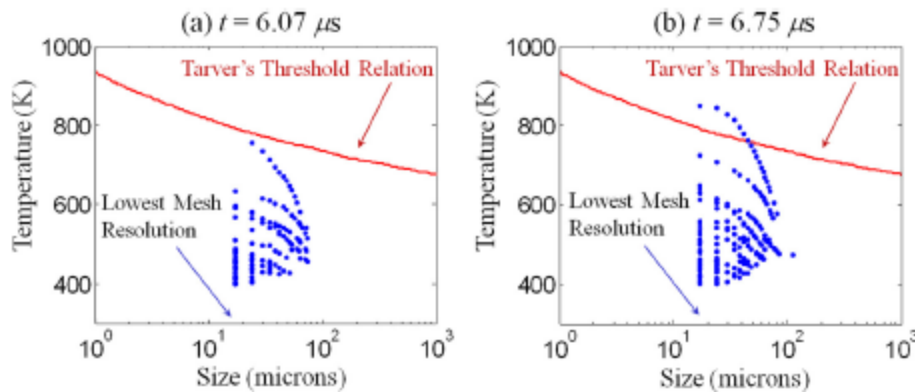 (a) t = 6.07 μs
1000
800
600
400
Temperature (K)
Tarver's Threshold Relation
Lowest Mesh
Resolution
10^0
10^1
10^2
10^3
Size (microns)
(b) t = 6.75 μs
1000
800
600
400
Temperature (K)
Tarver's Threshold Relation
Lowest Mesh
Resolution
10^0
10^1
10^2
10^3
Size (microns)